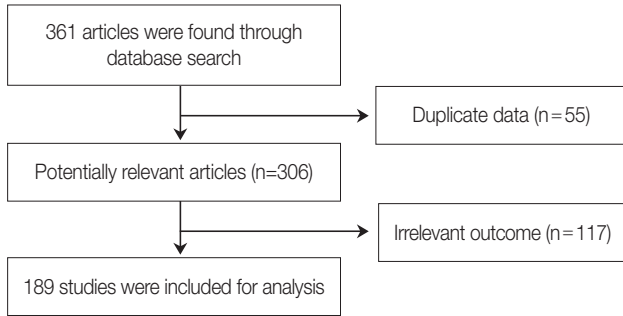 361 articles were found through
database search
Duplicate data (n=55)
Potentially relevant articles (n=306)
Irrelevant outcome (n=117)
189 studies were included for analysis